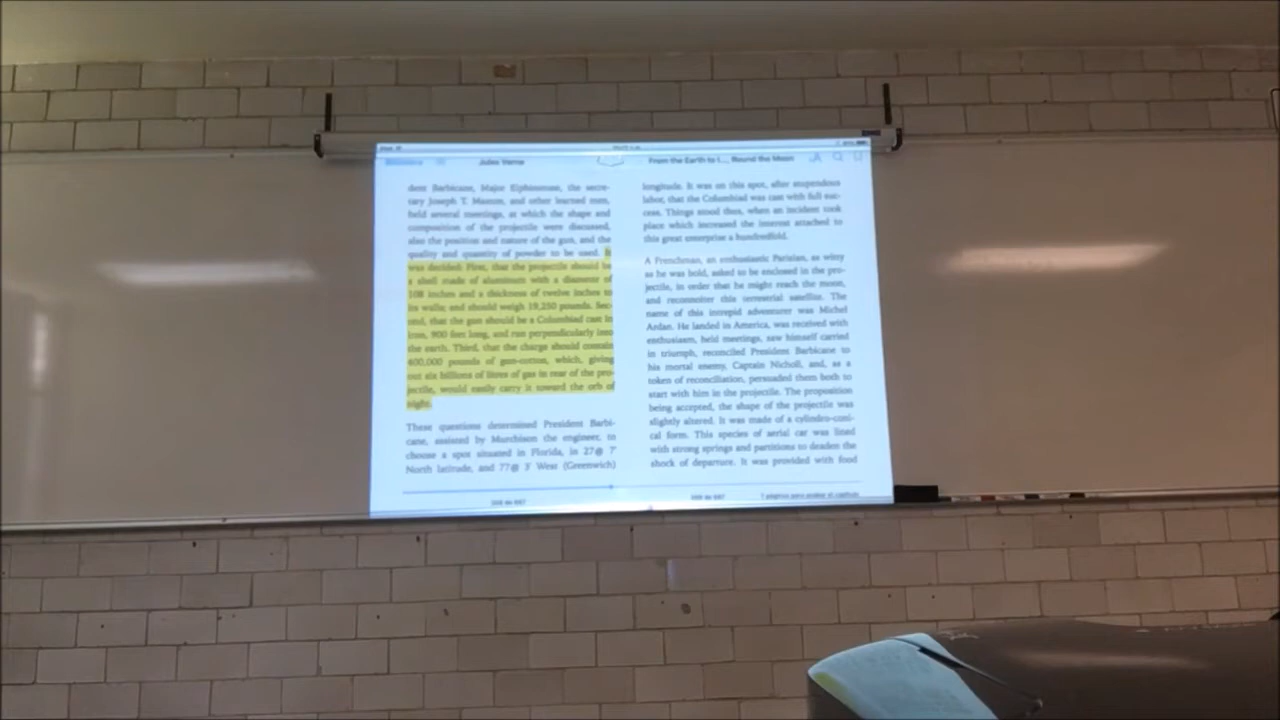 Jules Verne
From the Earth to t..., Round the Moon
dent Barbicane, Major Elphinstone, the secre-
tary Joseph T. Maston, and other learned men,
held several meetings, at which the shape and
composition of the projectile were discussed,
also the position and nature of the gun, and the
quality and quantity of powder to be used. It
was decided: First, that the projectile should be
a shell made of aluminum with a diameter of
108 inches and a thickness of twelve inches to
its walls; and should weigh 19,250 pounds. Sec-
ond, that the gun should be a Columbiad cast in
iron, 900 feet long, and run perpendicularly into
the earth. Third, that the charge should contain
400,000 pounds of gun-cotton, which, giving
out six billions of litres of gas in rear of the pro-
jectile, would easily carry it toward the orb of
night.
These questions determined President Barbi-
cane, assisted by Murchison the engineer, to
choose a spot situated in Florida, in 27@ 7'
North latitude, and 77@ 3' West (Greenwich)
longitude. It was on this spot, after stupendous
labor, that the Columbiad was cast with full suc-
cess. Things stood thus, when an incident took
place which increased the interest attached to
this great enterprise a hundredfold.
A Frenchman, an enthusiastic Parisian, as witty
as he was bold, asked to be enclosed in the pro-
jectile, in order that he might reach the moon,
and reconnoiter this terrestrial satellite. The
name of this intrepid adventurer was Michel
Ardan. He landed in America, was received with
enthusiasm, held meetings, saw himself carried
in triumph, reconciled President Barbicane to
his mortal enemy, Captain Nicholl, and, as a
token of reconciliation, persuaded them both to
start with him in the projectile. The proposition
being accepted, the shape of the projectile was
slightly altered. It was made of a cylindro-coni-
cal form. This species of aerial car was lined
with strong springs and partitions to deaden the
shock of departure. It was provided with food